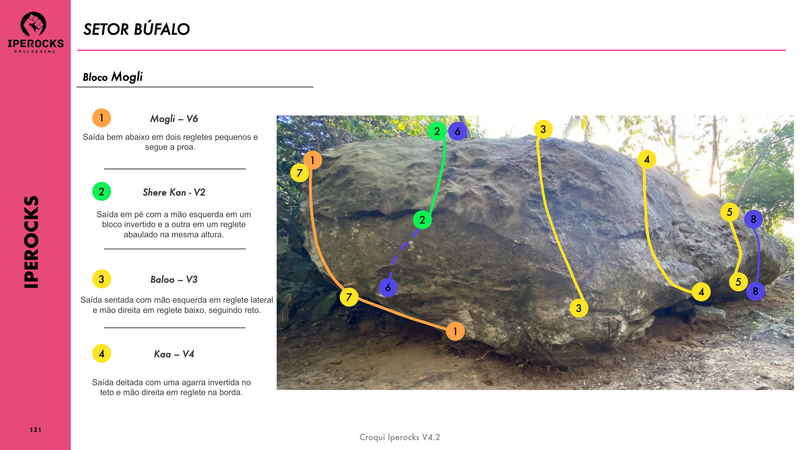 IPEROCKS
BOULDERING
SETOR BÚFALO
Bloco Mogli
1 Mogli – V6
Saída bem abaixo em dois regletes pequenos e
segue a proa.
2 Shere Kan - V2
Saída em pé com a mão esquerda em um
bloco invertido e a outra em um reglete
abaulado na mesma altura.
3 Baloo – V3
Saída sentada com mão esquerda em reglete lateral
e mão direita em reglete baixo, seguindo reto.
4 Kaa – V4
Saída deitada com uma agarra invertida no
teto e mão direita em reglete na borda.
2 6 3
1 4
7
5 8
2
5
6 8
7 4
3
1
IPEROCKS
121
Croqui Iperocks V4.2